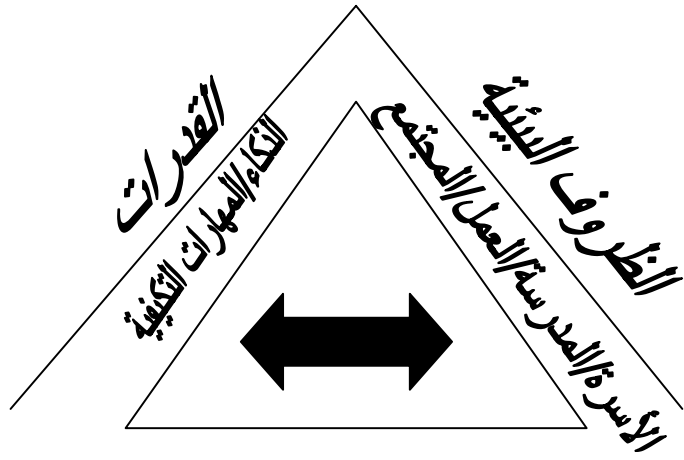 الظروف البيئية
الأسرة/المدرسة/العمل/المجتمع
القدرات
الذكاء/المهارات التكيفية